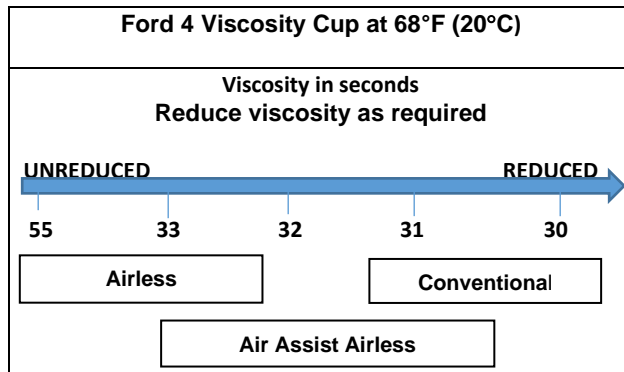 Ford 4 Viscosity Cup at 68°F (20°C)
Viscosity in seconds
Reduce viscosity as required
UNREDUCED REDUCED
55 33 32 31 30
Airless Conventional
Air Assist Airless